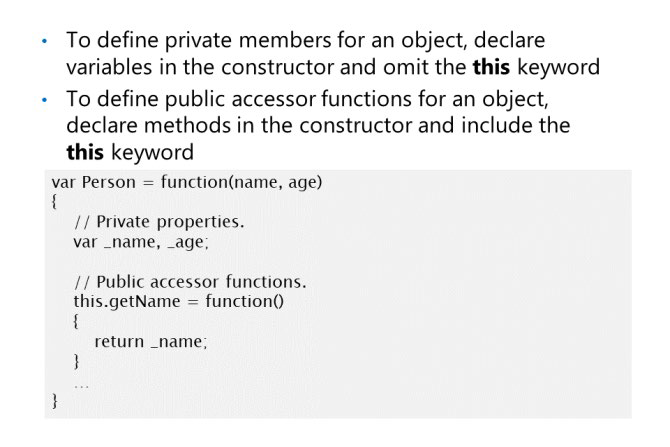 • To define private members for an object, declare
variables in the constructor and omit the this keyword
• To define public accessor functions for an object,
declare methods in the constructor and include the
this keyword
var Person = function(name, age)
{
// Private properties.
var _name, _age;
// Public accessor functions.
this.getName = function()
{
return _name;
}
...
}